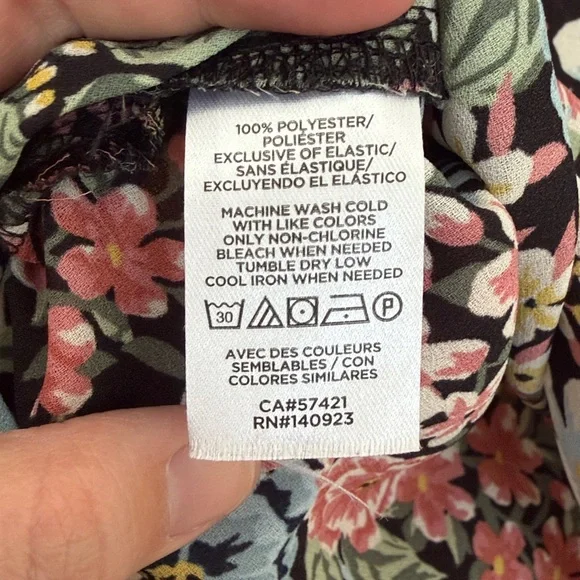 100% POLYESTER/
POLIÉSTER
EXCLUSIVE OF ELASTIC/
SANS ÉLASTIQUE/
EXCLUYENDO EL ELÁSTICO
MACHINE WASH COLD
WITH LIKE COLORS
ONLY NON-CHLORINE
BLEACH WHEN NEEDED
TUMBLE DRY LOW
COOL IRON WHEN NEEDED
30 P
AVEC DES COULEURS
SEMBLABLES / CON
COLORES SIMILARES
CA#57421
RN#140923